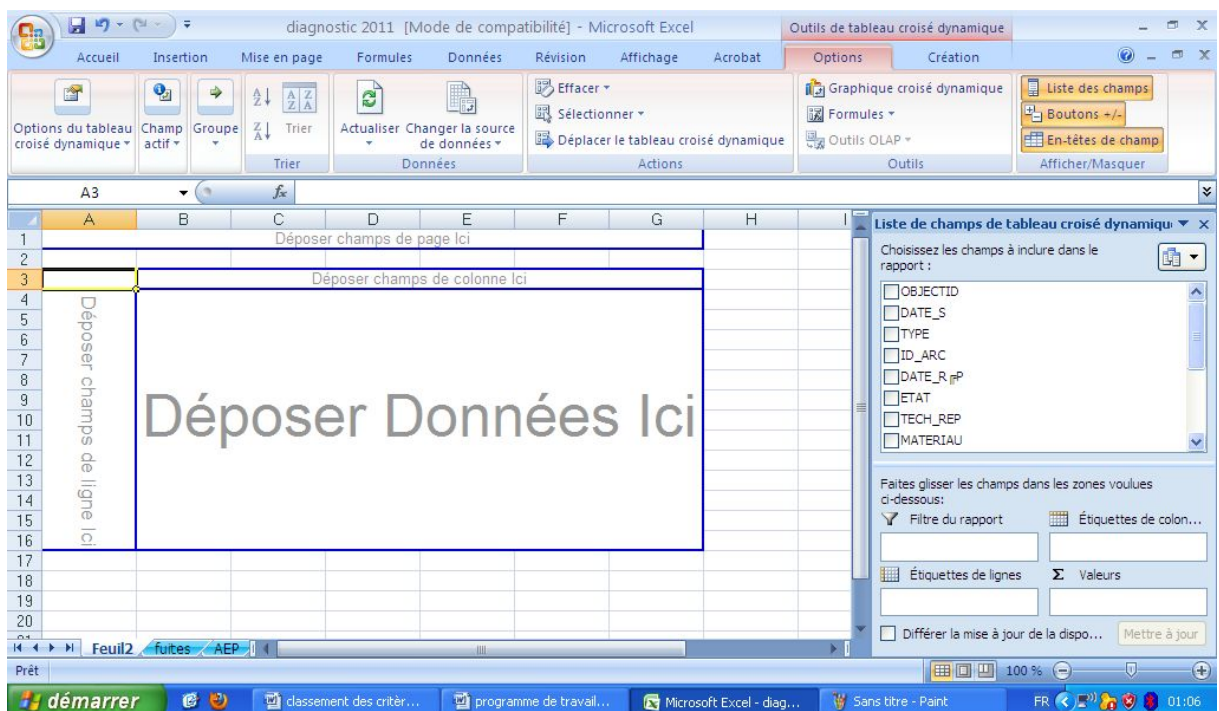 diagnostic 2011 [Mode de compatibilité] - Microsoft Excel
Outils de tableau croisé dynamique
Accueil Insertion Mise en page Formules Données Révision Affichage Acrobat Options Création
Options du tableau croisé dynamique
Champ actif
Groupe
Trier
Trier
Actualiser
Changer la source de données
Données
Effacer
Sélectionner
Déplacer le tableau croisé dynamique
Actions
Graphique croisé dynamique
Formules
Outils OLAP
Outils
Liste des champs
Boutons +/-
En-têtes de champ
Afficher/Masquer
A3 fx
A B C D E F G H I
1
2
3
4
5
6
7
8
9
10
11
12
13
14
15
16
17
18
19
20
21
Déposer champs de page Ici
Déposer champs de colonne Ici
Déposer champs de ligne Ici
Déposer Données Ici
Liste de champs de tableau croisé dynamiqu
Choisissez les champs à inclure dans le
rapport :
OBJECTID
DATE_S
TYPE
ID_ARC
DATE_R P
ETAT
TECH_REP
MATERIAU
Faites glisser les champs dans les zones voulues
ci-dessous:
Filtre du rapport
Étiquettes de colon...
Étiquettes de lignes
Σ Valeurs
Différer la mise à jour de la dispo...
Mettre à jour
Feuil2 fuites AEP
Prêt
100 %
démarrer
classement des critèr...
programme de travail...
Microsoft Excel - diag...
Sans titre - Paint
FR
01:06